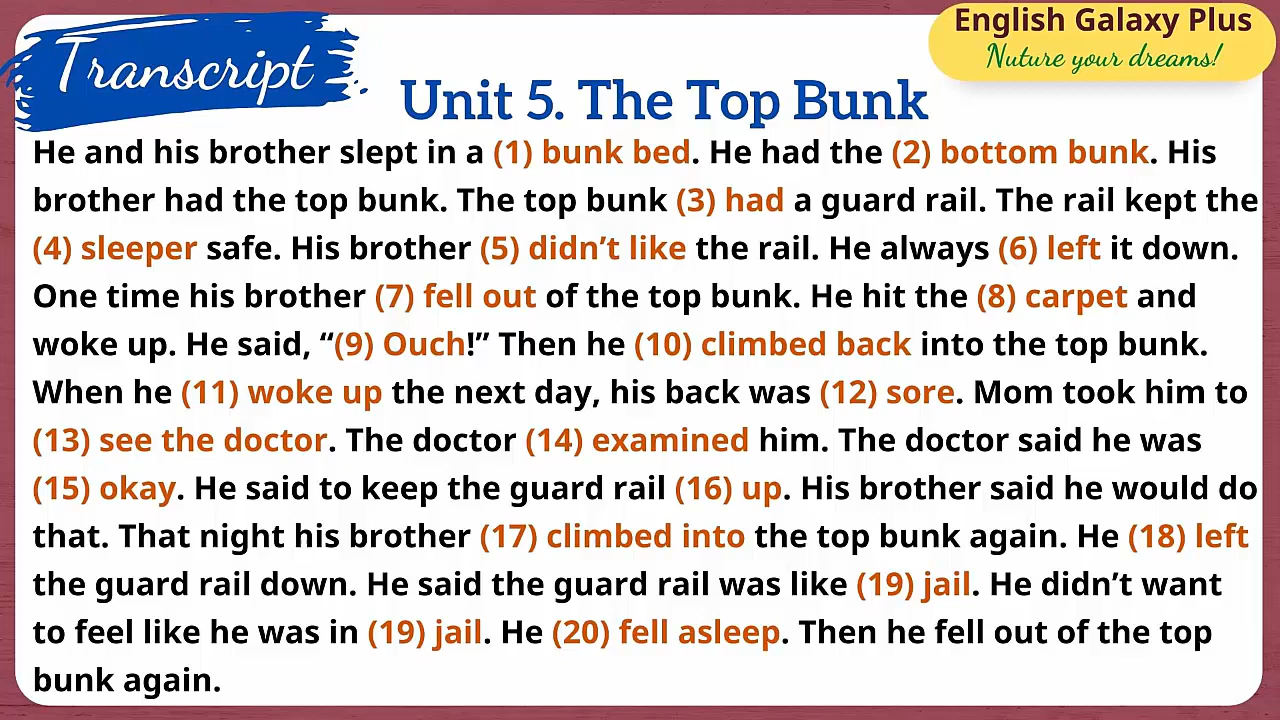 Transcript
English Galaxy Plus
Nuture your dreams!
Unit 5. The Top Bunk
He and his brother slept in a (1) bunk bed. He had the (2) bottom bunk. His
brother had the top bunk. The top bunk (3) had a guard rail. The rail kept the
(4) sleeper safe. His brother (5) didn’t like the rail. He always (6) left it down.
One time his brother (7) fell out of the top bunk. He hit the (8) carpet and
woke up. He said, “(9) Ouch!” Then he (10) climbed back into the top bunk.
When he (11) woke up the next day, his back was (12) sore. Mom took him to
(13) see the doctor. The doctor (14) examined him. The doctor said he was
(15) okay. He said to keep the guard rail (16) up. His brother said he would do
that. That night his brother (17) climbed into the top bunk again. He (18) left
the guard rail down. He said the guard rail was like (19) jail. He didn’t want
to feel like he was in (19) jail. He (20) fell asleep. Then he fell out of the top
bunk again.